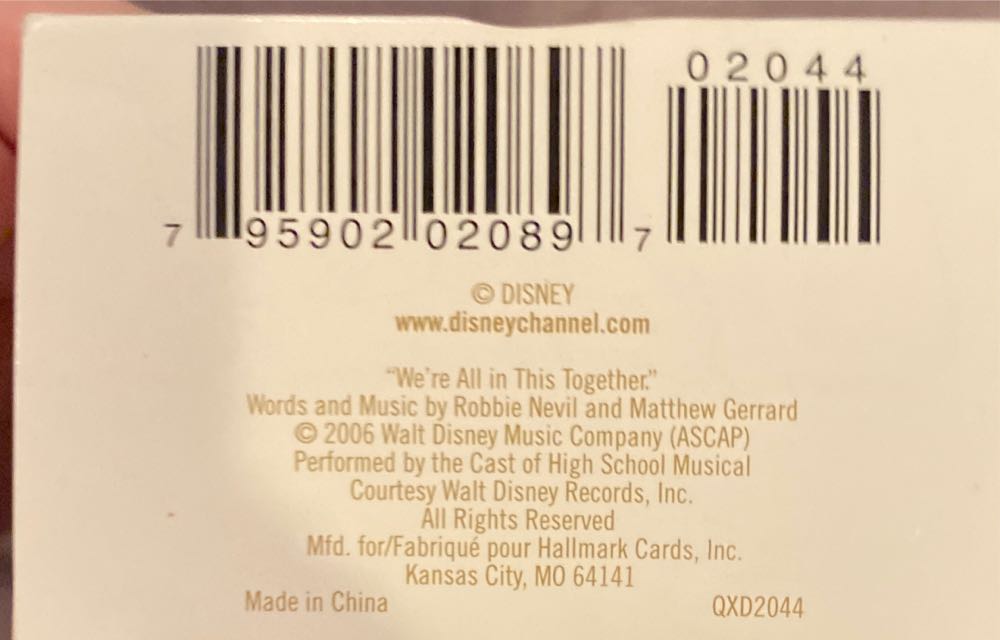 02044
7 95902 02089 7
© DISNEY
www.disneychannel.com
"We're All in This Together."
Words and Music by Robbie Nevil and Matthew Gerrard
© 2006 Walt Disney Music Company (ASCAP)
Performed by the Cast of High School Musical
Courtesy Walt Disney Records, Inc.
All Rights Reserved
Mfd. for/Fabriqué pour Hallmark Cards, Inc.
Kansas City, MO 64141
Made in China QXD2044